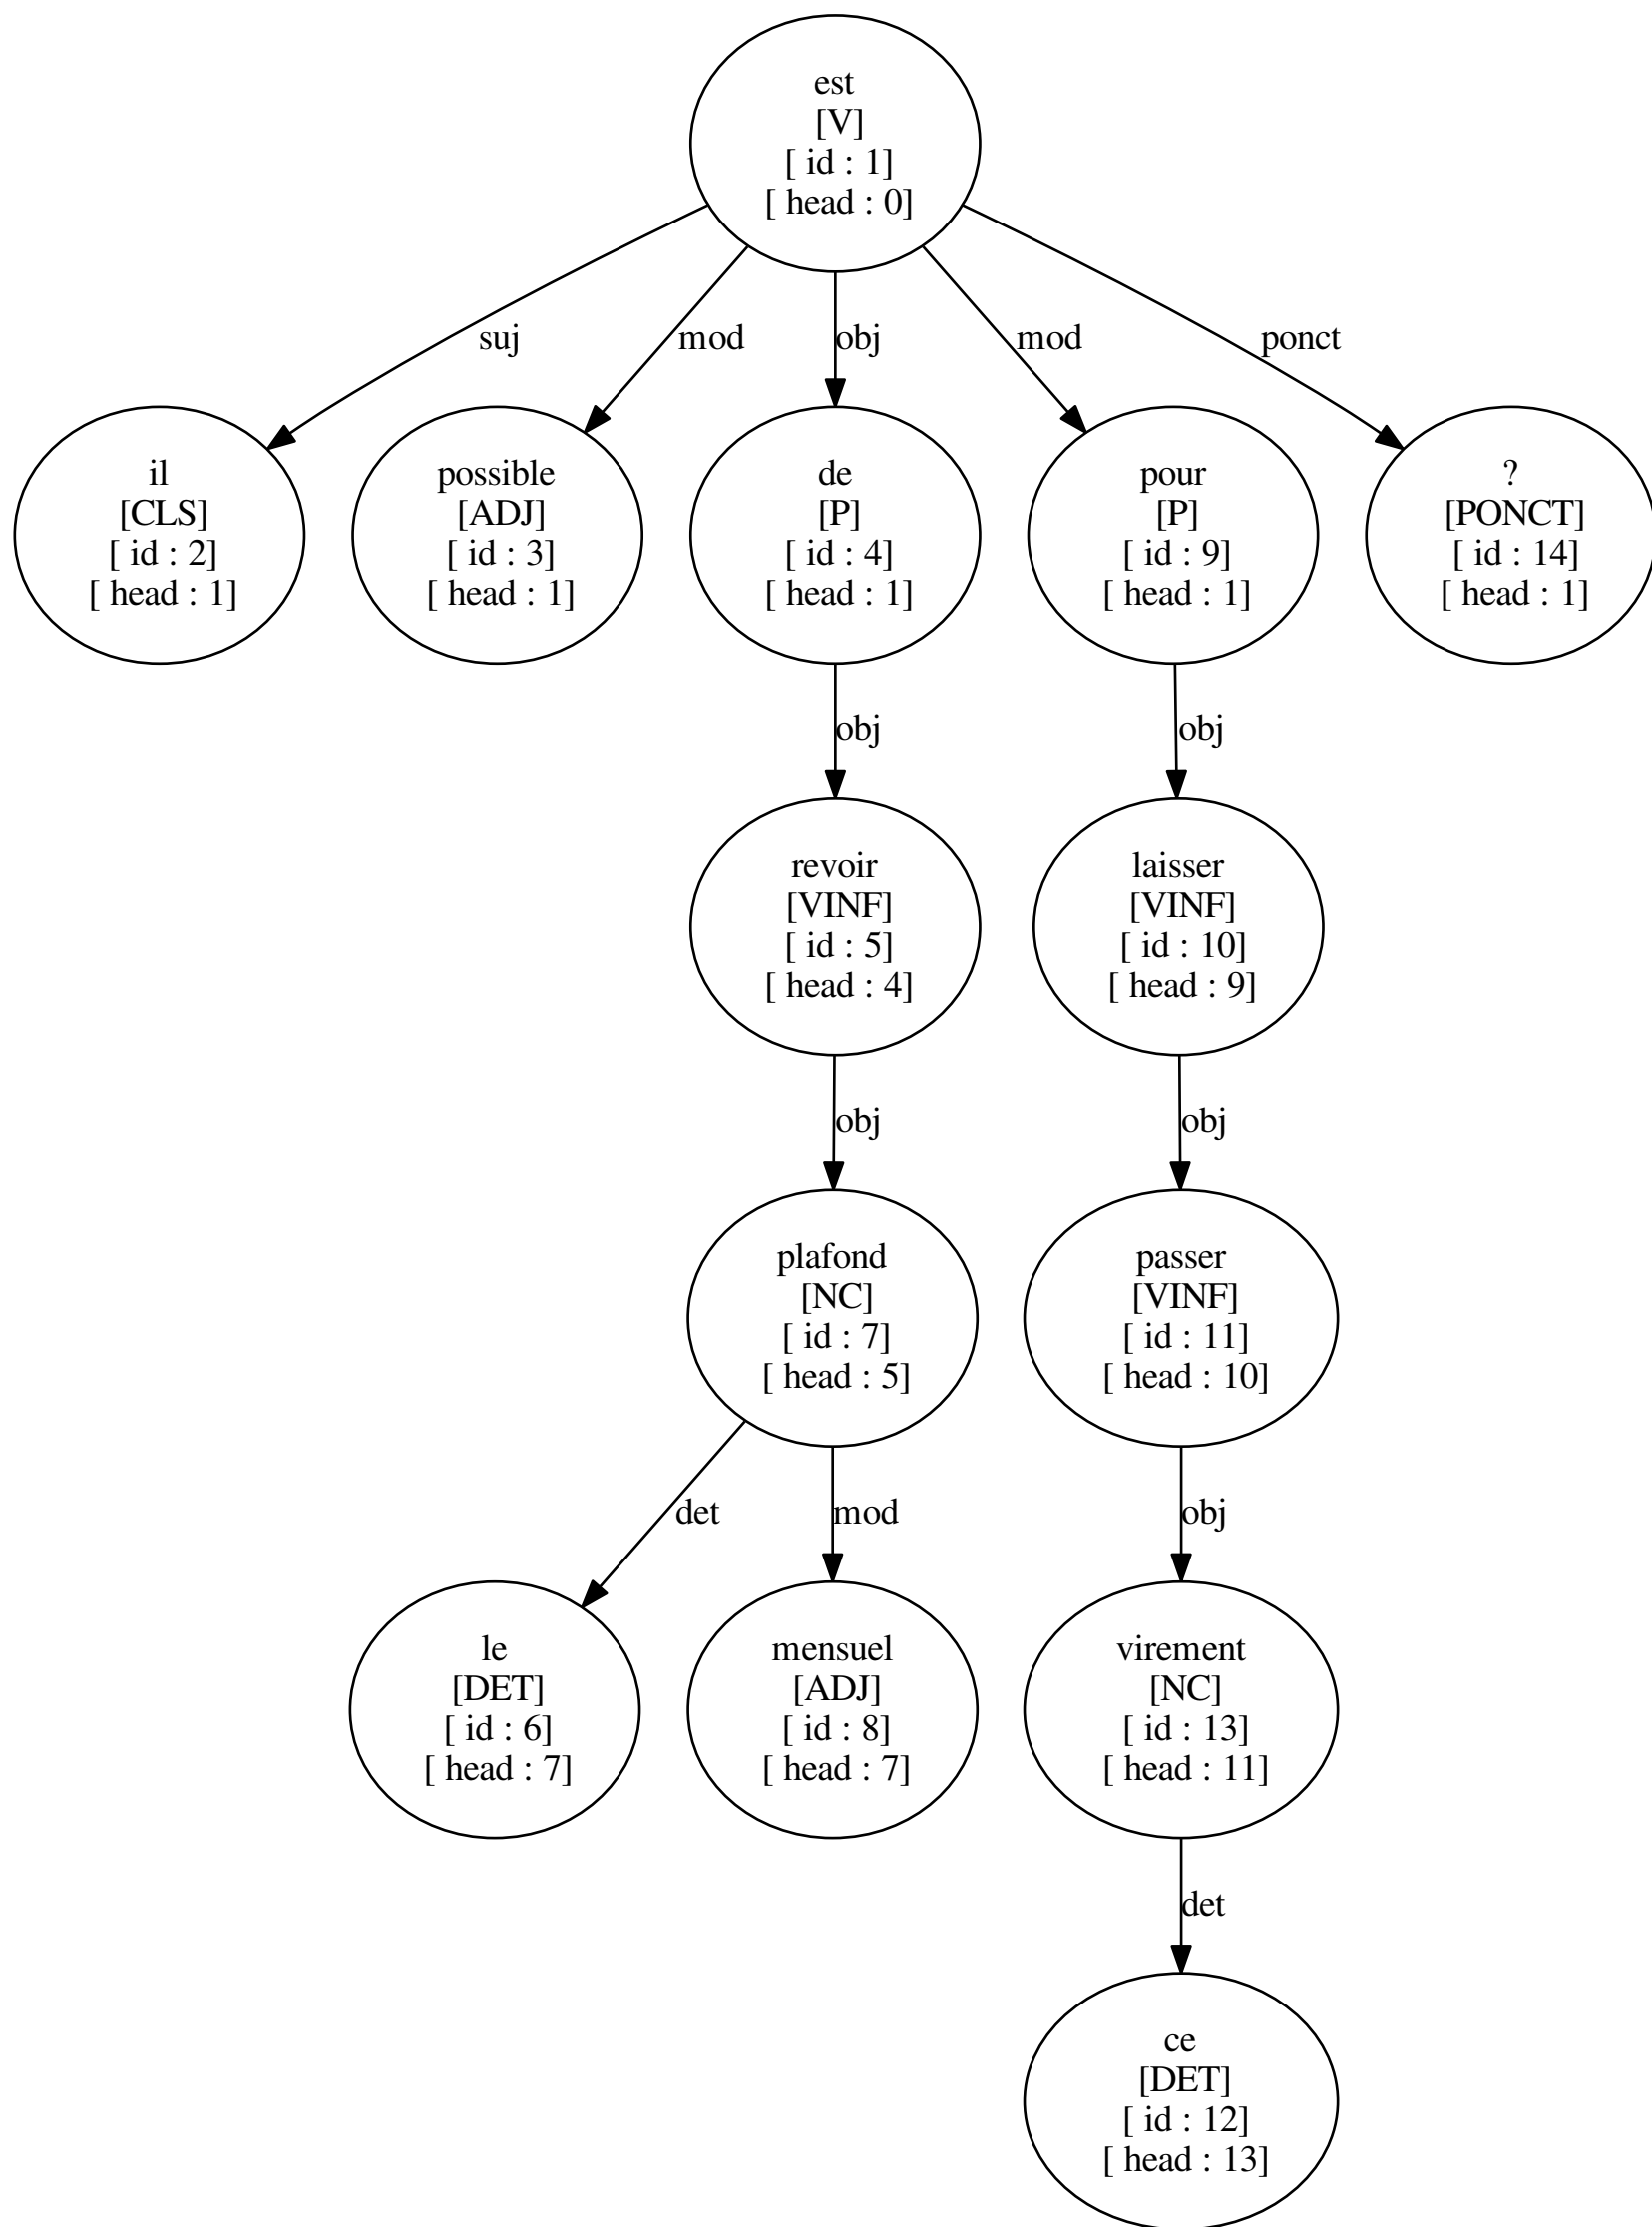 est
[V]
[ id : 1]
[ head : 0]
suj
mod
obj
mod
ponct
il
[CLS]
[ id : 2]
[ head : 1]
possible
[ADJ]
[ id : 3]
[ head : 1]
de
[P]
[ id : 4]
[ head : 1]
pour
[P]
[ id : 9]
[ head : 1]
?
[PONCT]
[ id : 14]
[ head : 1]
obj
obj
revoir
[VINF]
[ id : 5]
[ head : 4]
laisser
[VINF]
[ id : 10]
[ head : 9]
obj
obj
plafond
[NC]
[ id : 7]
[ head : 5]
passer
[VINF]
[ id : 11]
[ head : 10]
det
mod
obj
le
[DET]
[ id : 6]
[ head : 7]
mensuel
[ADJ]
[ id : 8]
[ head : 7]
virement
[NC]
[ id : 13]
[ head : 11]
det
ce
[DET]
[ id : 12]
[ head : 13]